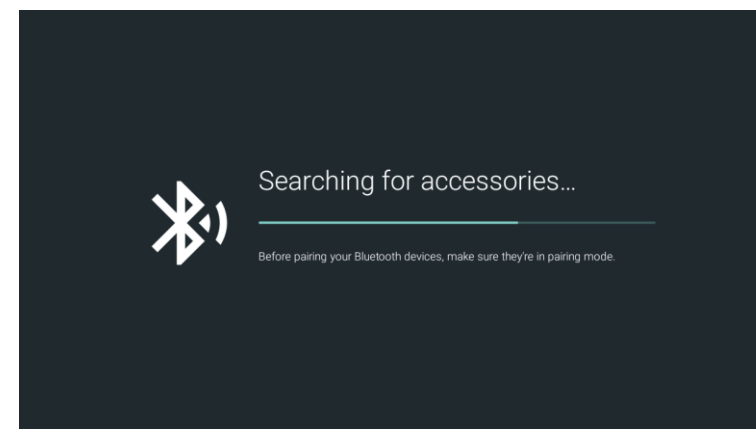 Searching for accessories...
Before pairing your Bluetooth devices, make sure they're in pairing mode.